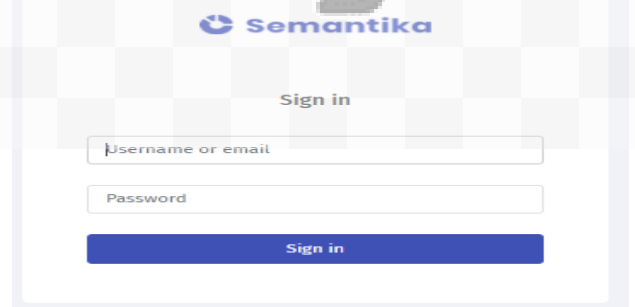 Semantika
Sign in
Username or email
Password
Sign in